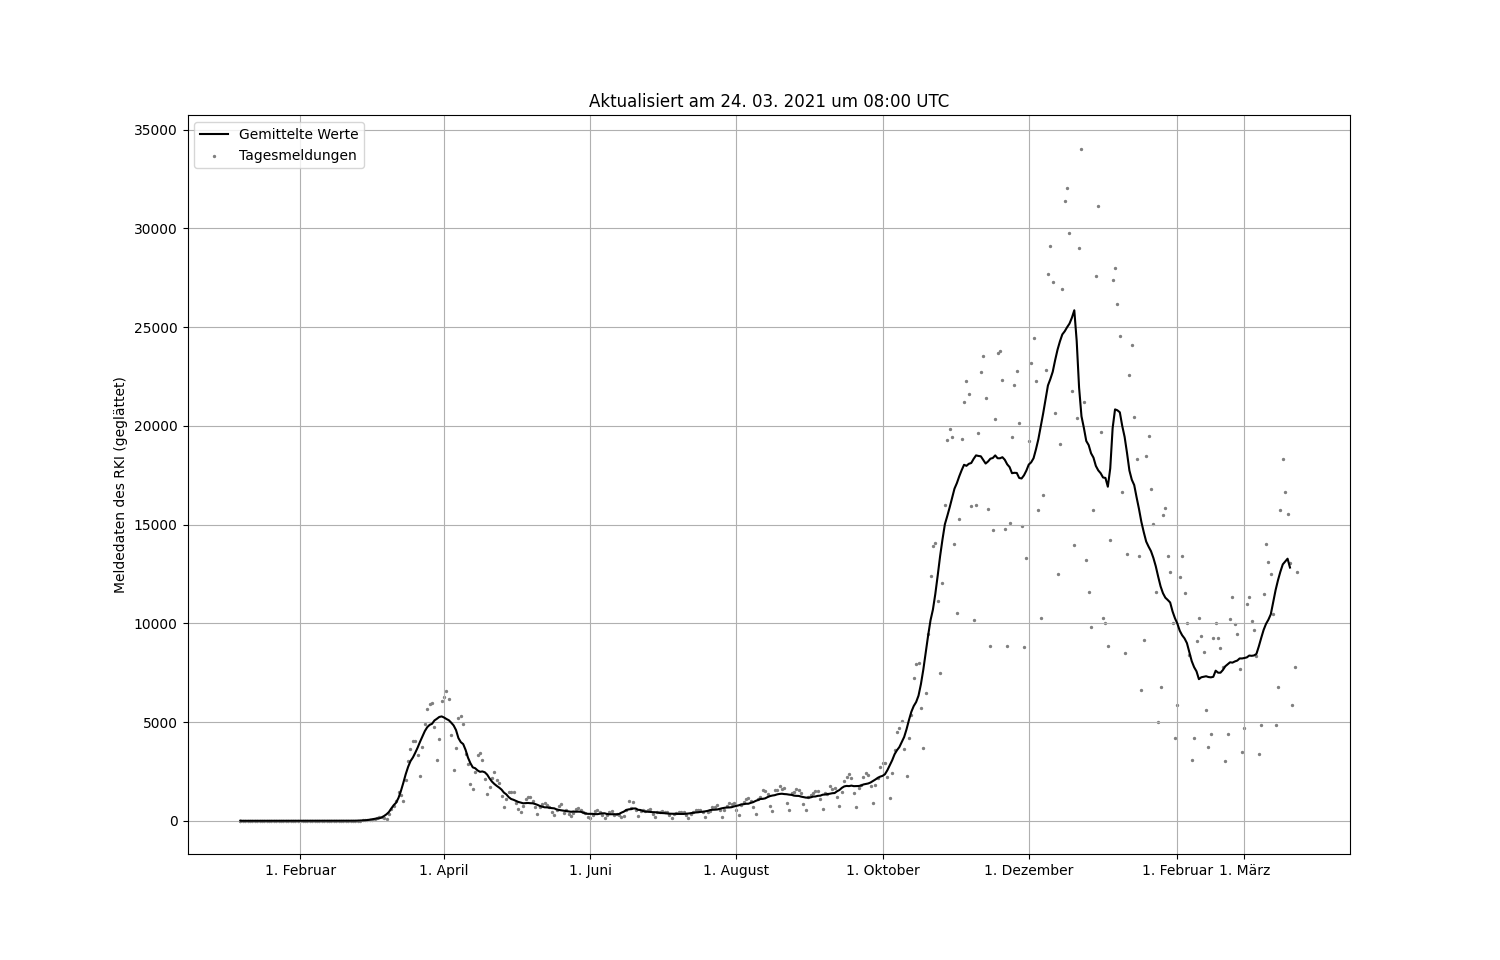 Aktualisiert am 24. 03. 2021 um 08:00 UTC
Gemittelte Werte
Tagesmeldungen
Meldedaten des RKI (geglättet)
35000
30000
25000
20000
15000
10000
5000
0
1. Februar 1. April 1. Juni 1. August 1. Oktober 1. Dezember 1. Februar 1. März